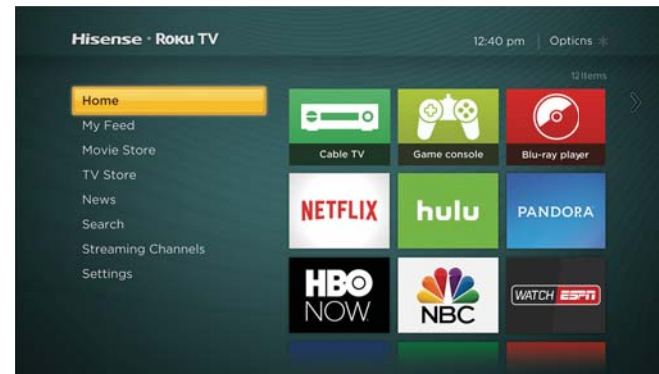 Hisense • ROKU TV
12:40 pm | Options ✱
12 Items
Home
My Feed
Movie Store
TV Store
News
Search
Streaming Channels
Settings
Cable TV
Game console
Blu-ray player
NETFLIX
hulu
PANDORA
HBO
NOW
NBC
WATCH ESPN